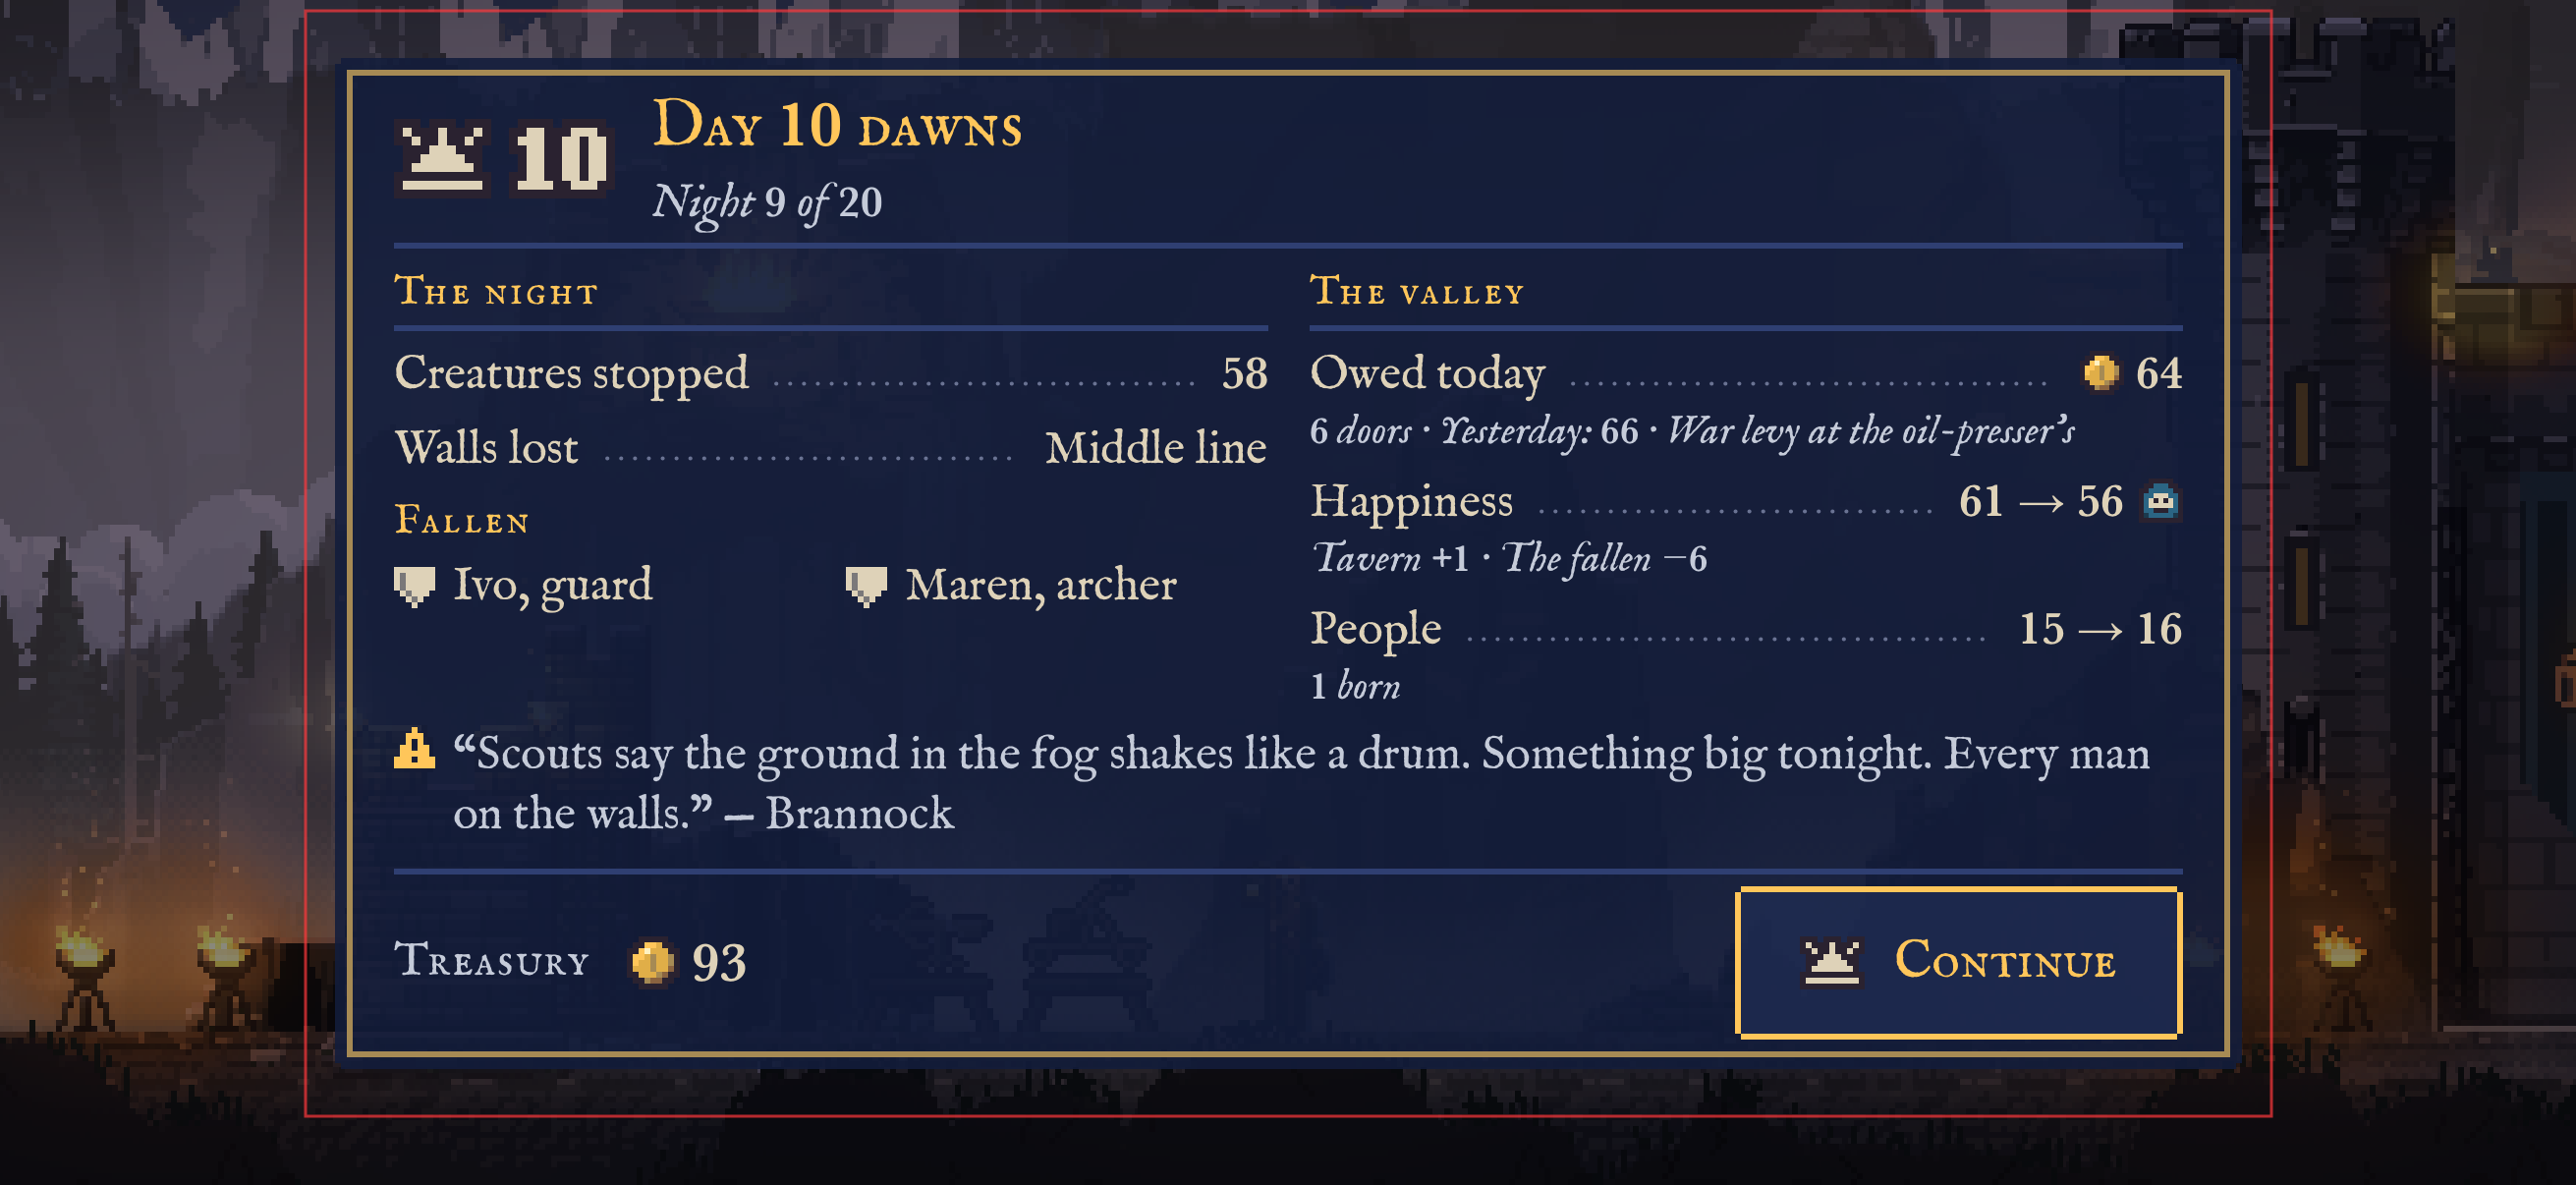 10
Day 10 dawns
Night 9 of 20
The night
Creatures stopped 58
Walls lost Middle line
Fallen
Ivo, guard
Maren, archer
The valley
Owed today 64
6 doors · Yesterday: 66 · War levy at the oil-presser’s
Happiness 61 → 56
Tavern +1 · The fallen −6
People 15 → 16
1 born
“Scouts say the ground in the fog shakes like a drum. Something big tonight. Every man
on the walls.” — Brannock
Treasury 93
Continue